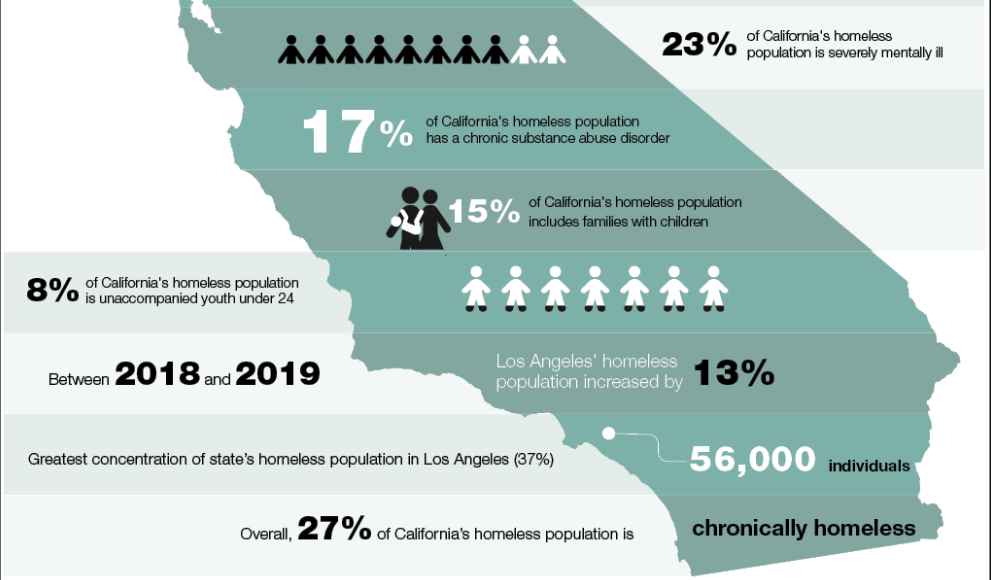 23% of California's homeless
population is severely mentally ill
17% of California's homeless population
has a chronic substance abuse disorder
15% of California's homeless population
includes families with children
8% of California's homeless population
is unaccompanied youth under 24
Between 2018 and 2019
Los Angeles' homeless
population increased by 13%
Greatest concentration of state's homeless population in Los Angeles (37%)
56,000 individuals
Overall, 27% of California's homeless population is chronically homeless